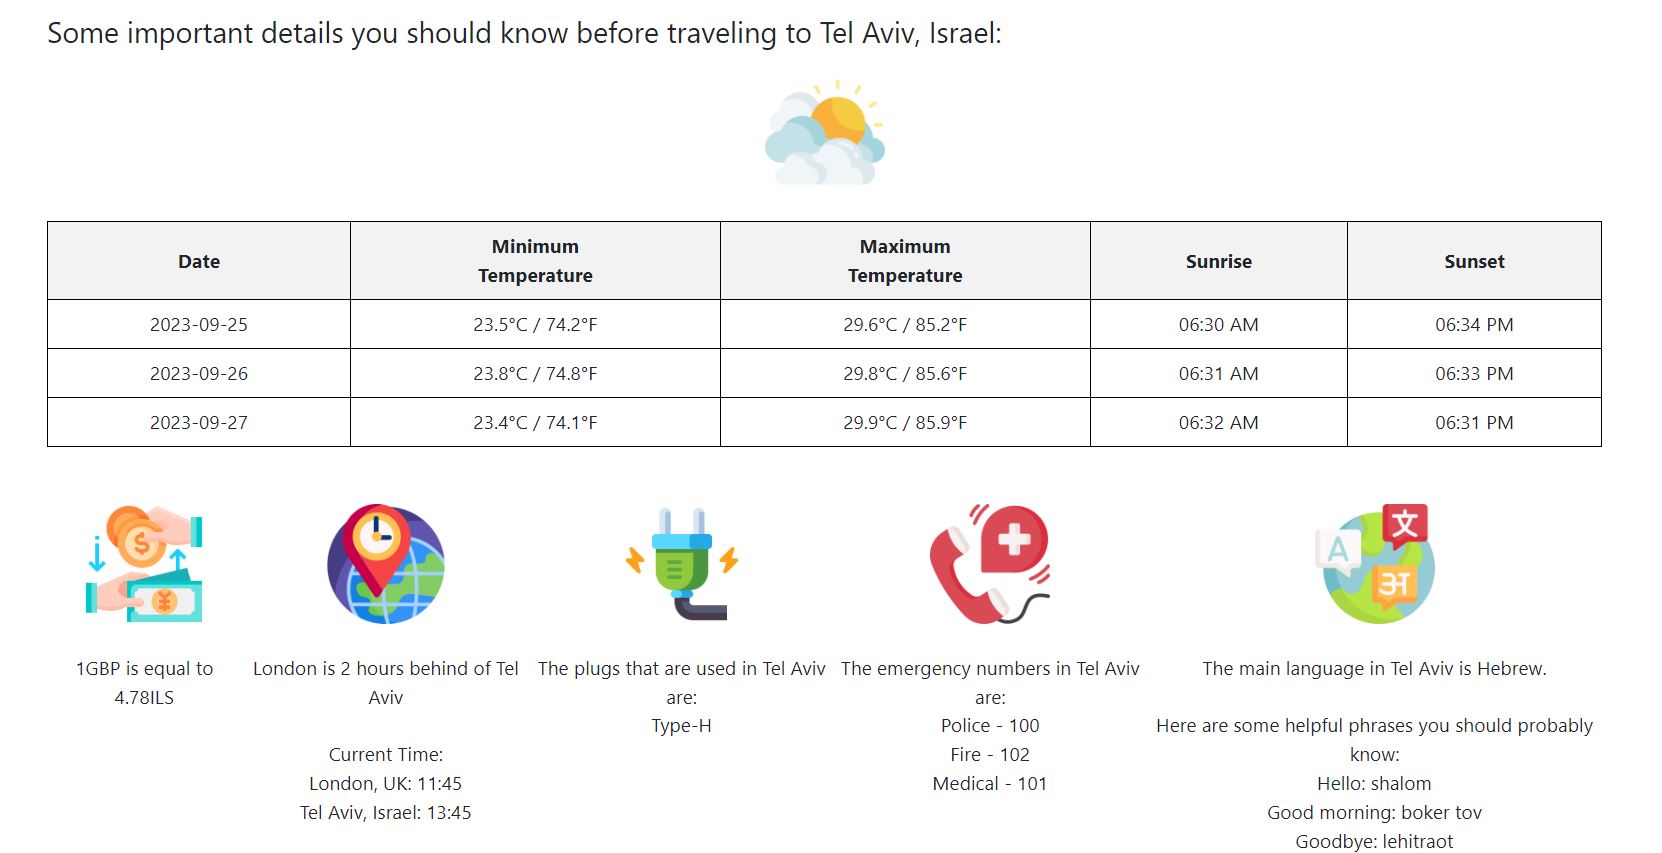 Some important details you should know before traveling to Tel Aviv, Israel:
Date
Minimum
Temperature
Maximum
Temperature
Sunrise
Sunset
2023-09-25
23.5°C / 74.2°F
29.6°C / 85.2°F
06:30 AM
06:34 PM
2023-09-26
23.8°C / 74.8°F
29.8°C / 85.6°F
06:31 AM
06:33 PM
2023-09-27
23.4°C / 74.1°F
29.9°C / 85.9°F
06:32 AM
06:31 PM
$
¥
A
文
अ
1GBP is equal to
4.78ILS
London is 2 hours behind of Tel
Aviv
Current Time:
London, UK: 11:45
Tel Aviv, Israel: 13:45
The plugs that are used in Tel Aviv
are:
Type-H
The emergency numbers in Tel Aviv
are:
Police - 100
Fire - 102
Medical - 101
The main language in Tel Aviv is Hebrew.
Here are some helpful phrases you should probably
know:
Hello: shalom
Good morning: boker tov
Goodbye: lehitraot